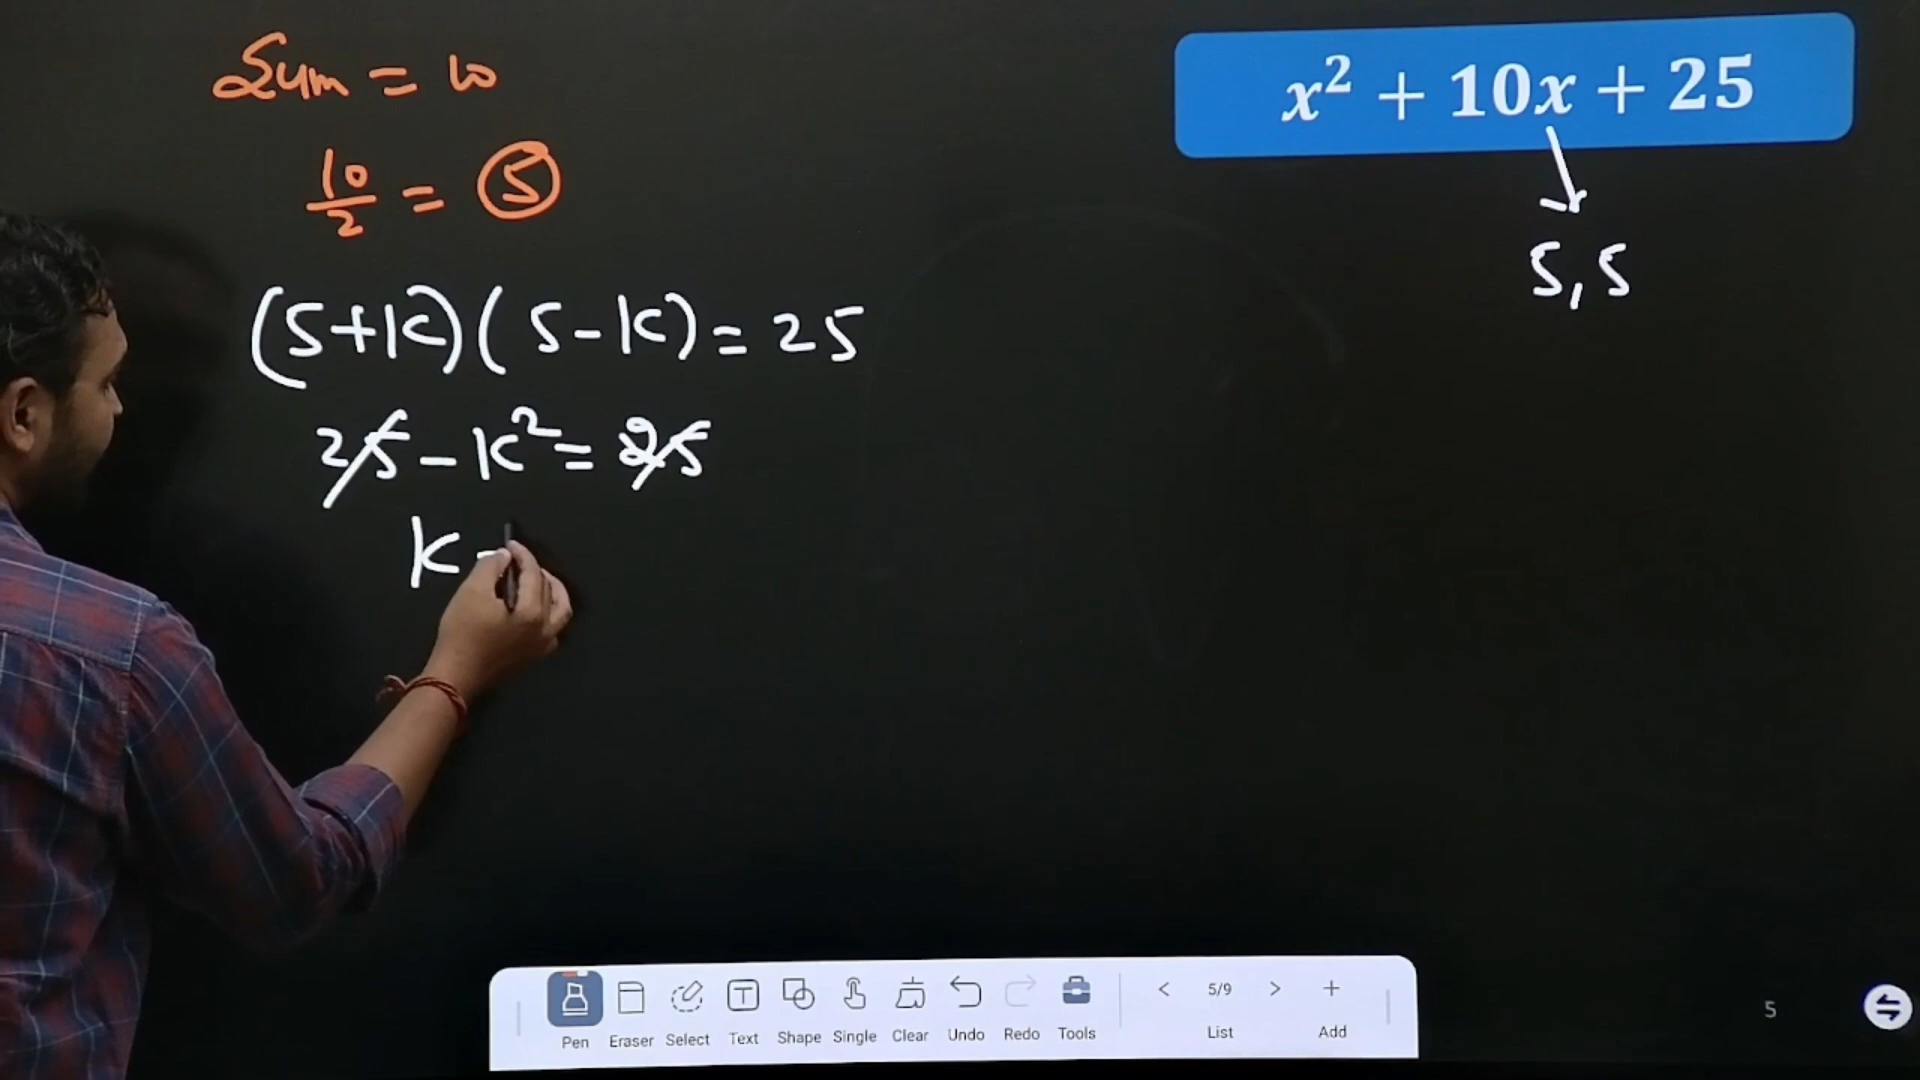 Sum = 10
10/2 = 5
(5+k)(5-k) = 25
25 - k² = 25
k =
x² + 10x + 25
5, 5
Pen Eraser Select Text Shape Single Clear Undo Redo Tools
< 5/9 > +
List Add
5